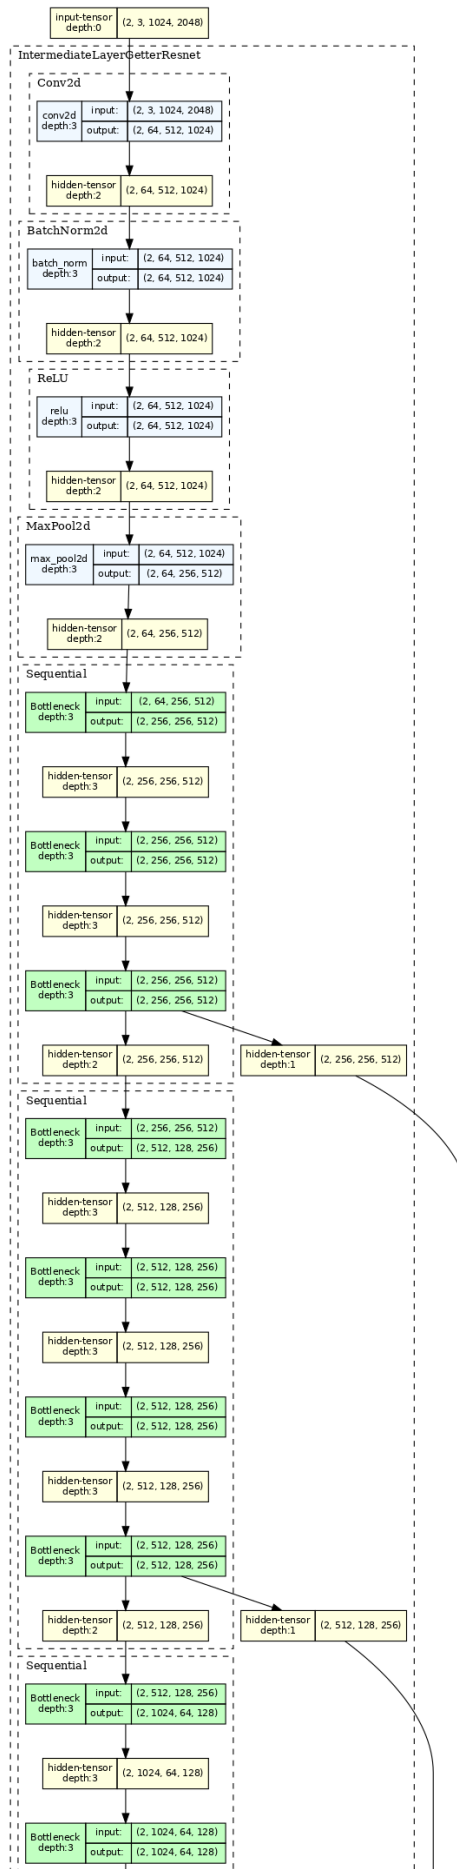 input-tensor
depth:0
(2, 3, 1024, 2048)
IntermediateLayerGetterResnet
Conv2d
conv2d
depth:3
input:
(2, 3, 1024, 2048)
output:
(2, 64, 512, 1024)
hidden-tensor
depth:2
(2, 64, 512, 1024)
BatchNorm2d
batch_norm
depth:3
input:
(2, 64, 512, 1024)
output:
(2, 64, 512, 1024)
hidden-tensor
depth:2
(2, 64, 512, 1024)
ReLU
relu
depth:3
input:
(2, 64, 512, 1024)
output:
(2, 64, 512, 1024)
hidden-tensor
depth:2
(2, 64, 512, 1024)
MaxPool2d
max_pool2d
depth:3
input:
(2, 64, 512, 1024)
output:
(2, 64, 256, 512)
hidden-tensor
depth:2
(2, 64, 256, 512)
Sequential
Bottleneck
depth:3
input:
(2, 64, 256, 512)
output:
(2, 256, 256, 512)
hidden-tensor
depth:3
(2, 256, 256, 512)
Bottleneck
depth:3
input:
(2, 256, 256, 512)
output:
(2, 256, 256, 512)
hidden-tensor
depth:3
(2, 256, 256, 512)
Bottleneck
depth:3
input:
(2, 256, 256, 512)
output:
(2, 256, 256, 512)
hidden-tensor
depth:2
(2, 256, 256, 512)
hidden-tensor
depth:1
(2, 256, 256, 512)
Sequential
Bottleneck
depth:3
input:
(2, 256, 256, 512)
output:
(2, 512, 128, 256)
hidden-tensor
depth:3
(2, 512, 128, 256)
Bottleneck
depth:3
input:
(2, 512, 128, 256)
output:
(2, 512, 128, 256)
hidden-tensor
depth:3
(2, 512, 128, 256)
Bottleneck
depth:3
input:
(2, 512, 128, 256)
output:
(2, 512, 128, 256)
hidden-tensor
depth:3
(2, 512, 128, 256)
Bottleneck
depth:3
input:
(2, 512, 128, 256)
output:
(2, 512, 128, 256)
hidden-tensor
depth:2
(2, 512, 128, 256)
hidden-tensor
depth:1
(2, 512, 128, 256)
Sequential
Bottleneck
depth:3
input:
(2, 512, 128, 256)
output:
(2, 1024, 64, 128)
hidden-tensor
depth:3
(2, 1024, 64, 128)
Bottleneck
depth:3
input:
(2, 1024, 64, 128)
output:
(2, 1024, 64, 128)